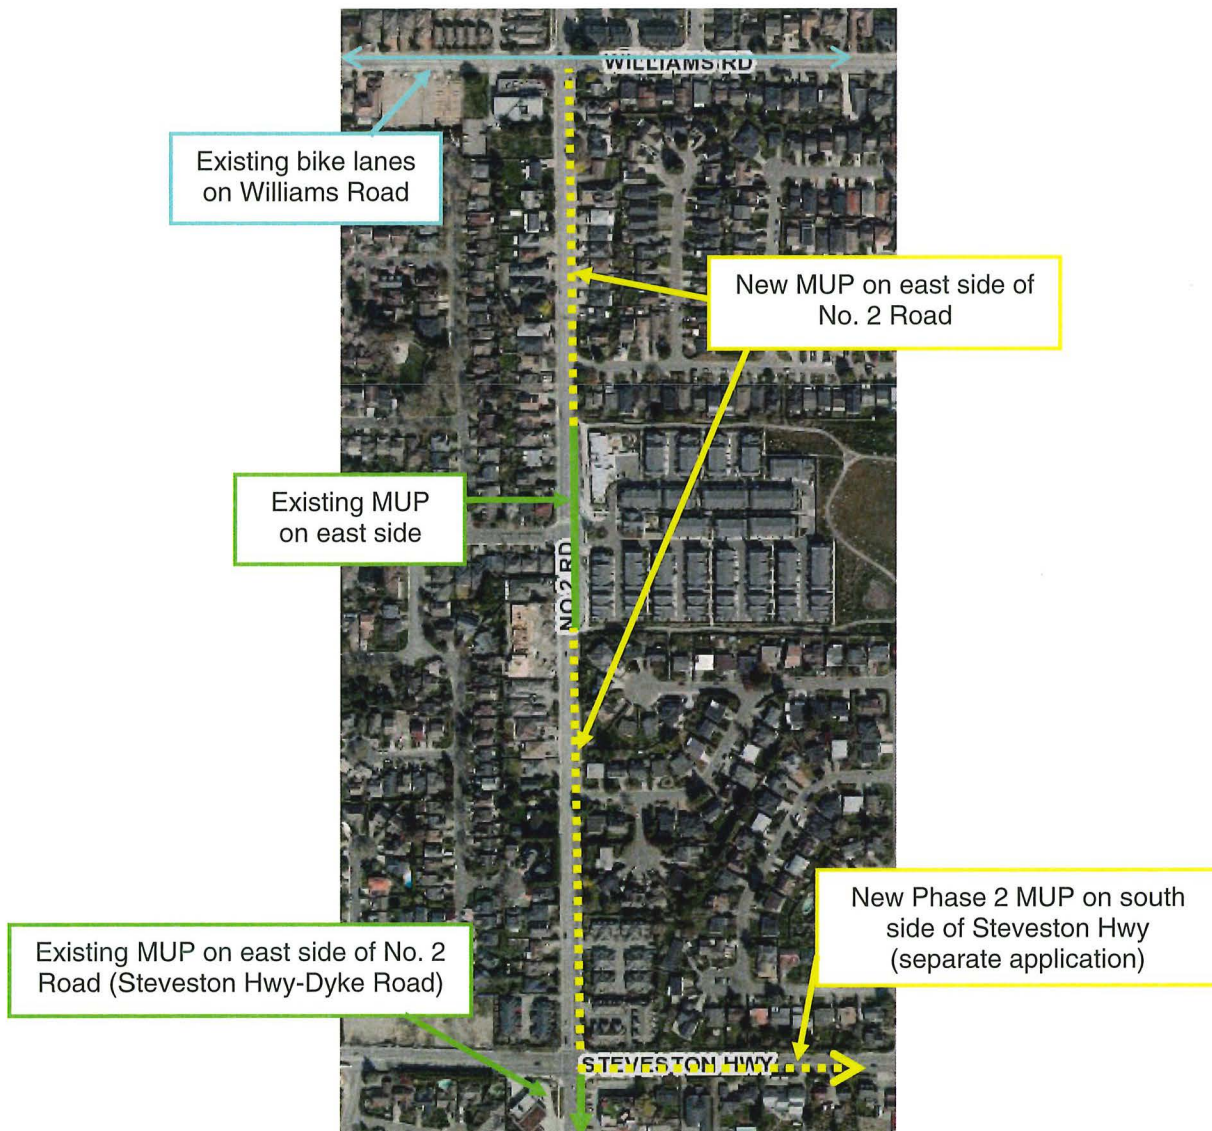 WILLIAMS RD
Existing bike lanes
on Williams Road
New MUP on east side of
No. 2 Road
Existing MUP
on east side
NO 2 RD
New Phase 2 MUP on south
side of Steveston Hwy
(separate application)
Existing MUP on east side of No. 2
Road (Steveston Hwy-Dyke Road)
STEVESTON HWY